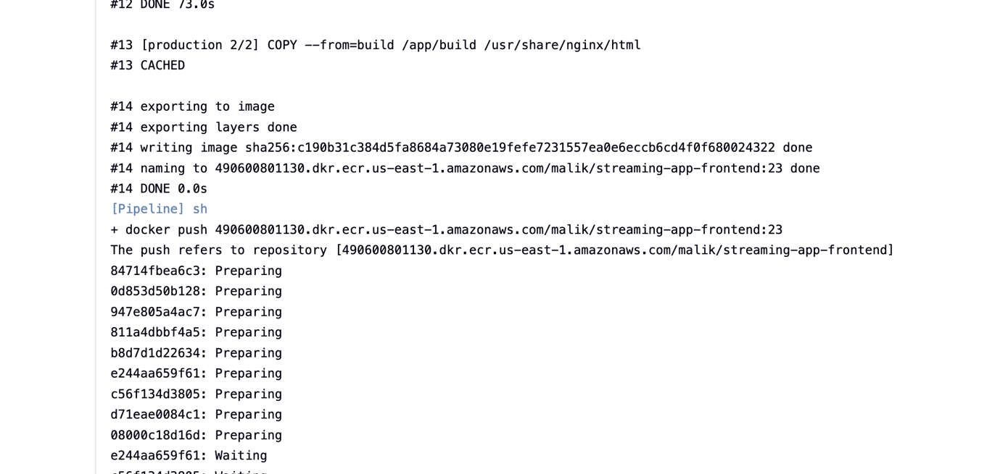 #12 DONE 73.0s
#13 [production 2/2] COPY --from=build /app/build /usr/share/nginx/html
#13 CACHED
#14 exporting to image
#14 exporting layers done
#14 writing image sha256:c190b31c384d5fa8684a73080e19fefe7231557ea0e6eccb6cd4f0f680024322 done
#14 naming to 490600801130.dkr.ecr.us-east-1.amazonaws.com/malik/streaming-app-frontend:23 done
#14 DONE 0.0s
[Pipeline] sh
+ docker push 490600801130.dkr.ecr.us-east-1.amazonaws.com/malik/streaming-app-frontend:23
The push refers to repository [490600801130.dkr.ecr.us-east-1.amazonaws.com/malik/streaming-app-frontend]
84714fbea6c3: Preparing
0d853d50b128: Preparing
947e805a4ac7: Preparing
811a4dbbf4a5: Preparing
b8d7d1d22634: Preparing
e244aa659f61: Preparing
c56f134d3805: Preparing
d71eae0084c1: Preparing
08000c18d16d: Preparing
e244aa659f61: Waiting
c56f134d3805: Waiting